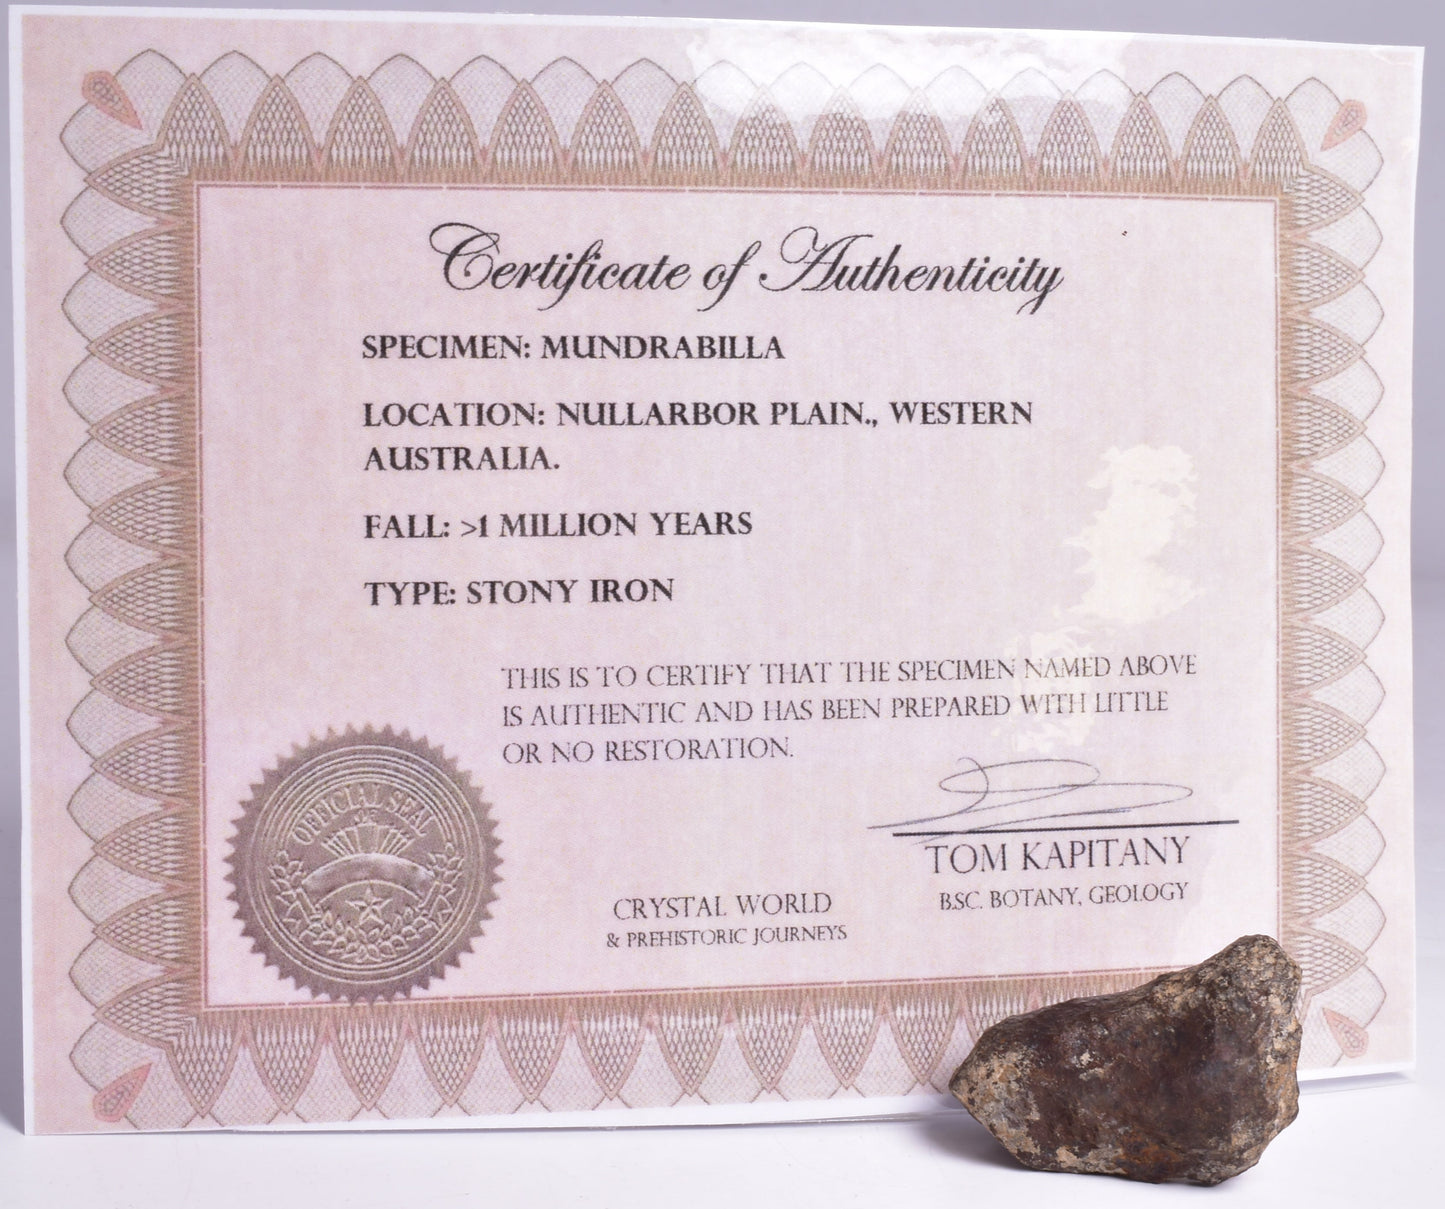 Certificate of Authenticity
SPECIMEN: MUNDRABILLA
LOCATION: NULLARBOR PLAIN., WESTERN
AUSTRALIA.
FALL: >1 MILLION YEARS
TYPE: STONY IRON
THIS IS TO CERTIFY THAT THE SPECIMEN NAMED ABOVE
IS AUTHENTIC AND HAS BEEN PREPARED WITH LITTLE
OR NO RESTORATION.
OFFICIAL SEAL
OF
TOM KAPITANY
B.SC. BOTANY, GEOLOGY
CRYSTAL WORLD
& PREHISTORIC JOURNEYS